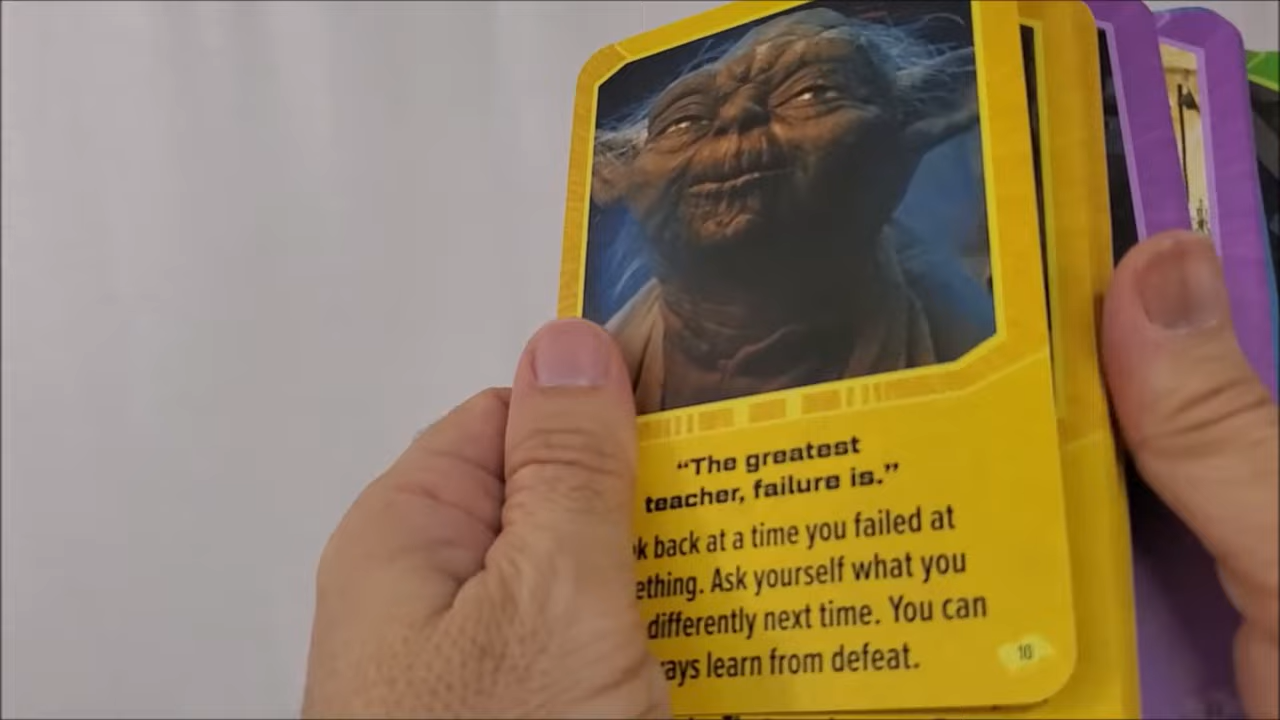 “The greatest
teacher, failure is.”
k back at a time you failed at
ething. Ask yourself what you
differently next time. You can
ays learn from defeat.
10